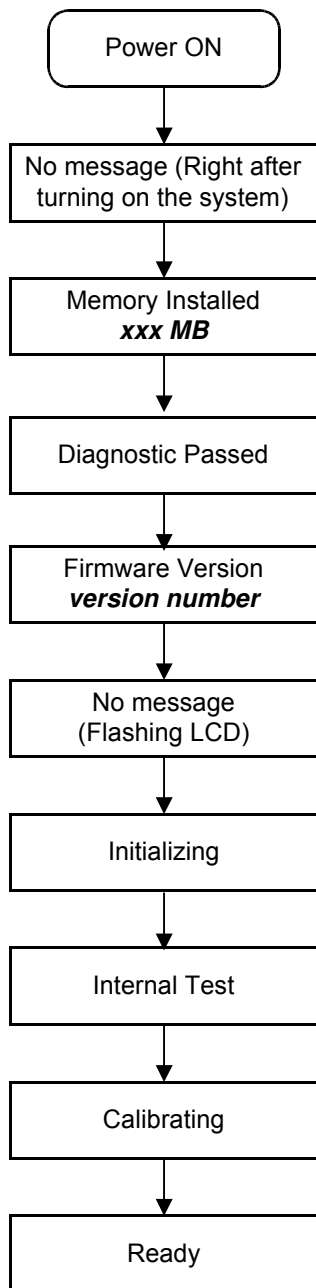 Power ON
No message (Right after
turning on the system)
Memory Installed
xxx MB
Diagnostic Passed
Firmware Version
version number
No message
(Flashing LCD)
Initializing
Internal Test
Calibrating
Ready